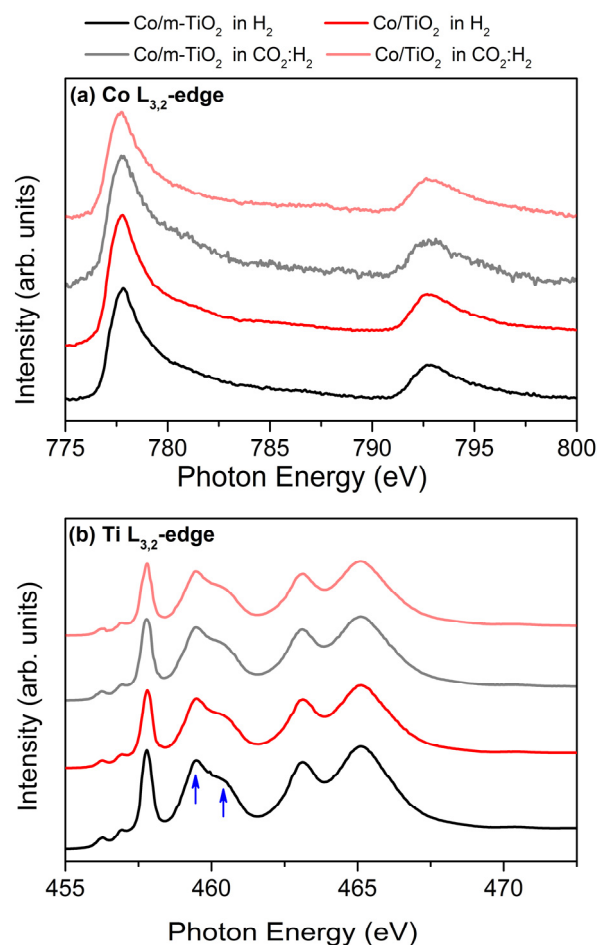 Co/m-TiO₂ in H₂ Co/TiO₂ in H₂
Co/m-TiO₂ in CO₂:H₂ Co/TiO₂ in CO₂:H₂
(a) Co L₃,₂-edge
Intensity (arb. units)
775 780 785 790 795 800
Photon Energy (eV)
(b) Ti L₃,₂-edge
Intensity (arb. units)
455 460 465 470
Photon Energy (eV)